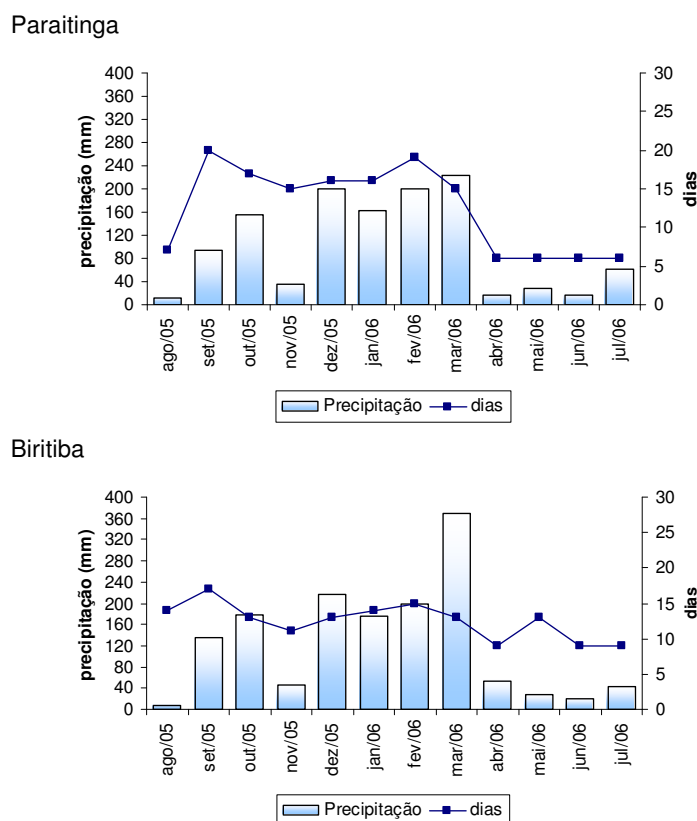 Paraitinga
400
360
320
280
240
200
160
120
80
40
0
precipitação (mm)
30
25
20
15
10
5
0
dias
ago/05
set/05
out/05
nov/05
dez/05
jan/06
fev/06
mar/06
abr/06
mai/06
jun/06
jul/06
Precipitação dias
Biritiba
400
360
320
280
240
200
160
120
80
40
0
precipitação (mm)
30
25
20
15
10
5
0
dias
ago/05
set/05
out/05
nov/05
dez/05
jan/06
fev/06
mar/06
abr/06
mai/06
jun/06
jul/06
Precipitação dias